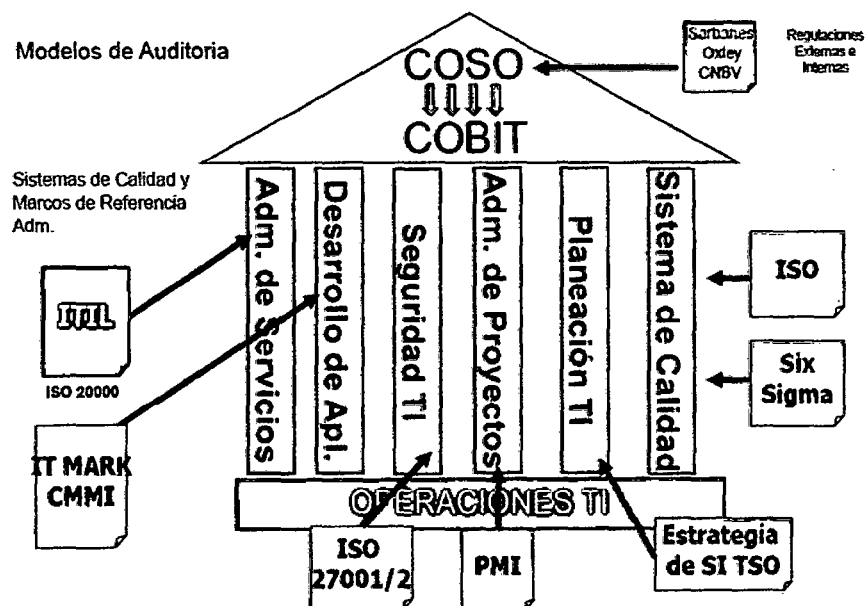 Modelos de Auditoria
COSO
COBIT
Sarbanes
Oxley
CNBV
Regulaciones
Externas e
Internas
Sistemas de Calidad y
Marcos de Referencia
Adm.
Adm. de Servicios
Desarrollo de Apl.
Seguridad TI
Adm. de Proyectos
Planeación TI
Sistema de Calidad
ITIL
ISO 20000
IT MARK
CMMI
ISO
Six
Sigma
OPERACIONES TI
ISO
27001/2
PMI
Estrategia
de SI TSO